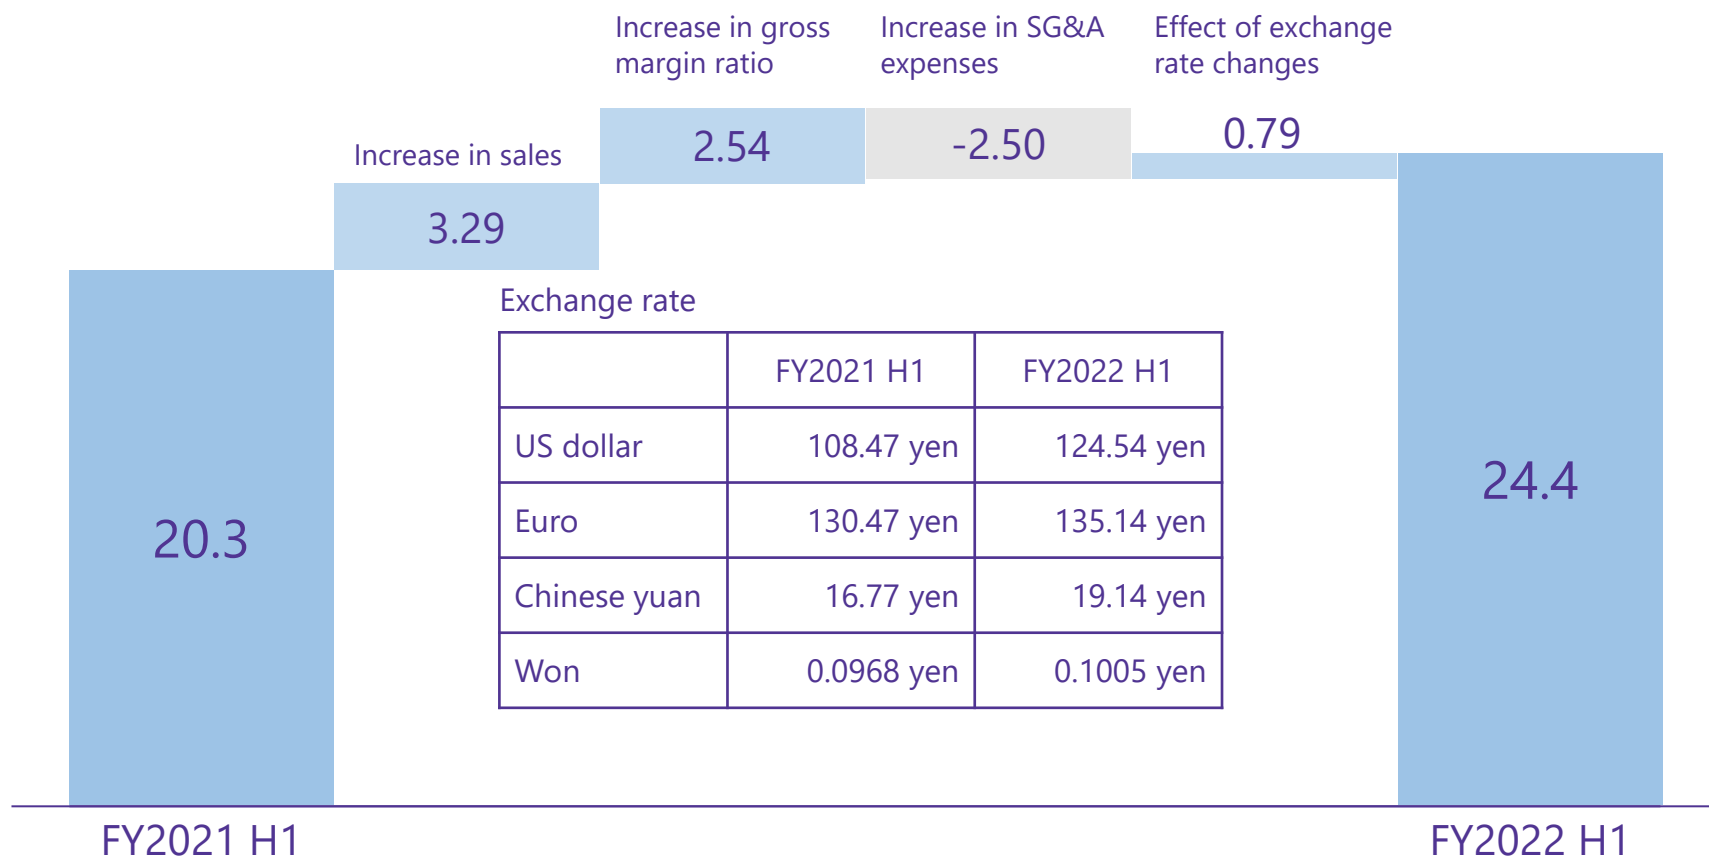 Increase in gross
margin ratio
Increase in SG&A
expenses
Effect of exchange
rate changes
Increase in sales
2.54
-2.50
0.79
3.29
20.3
24.4
Exchange rate
FY2021 H1 FY2022 H1
US dollar 108.47 yen 124.54 yen
Euro 130.47 yen 135.14 yen
Chinese yuan 16.77 yen 19.14 yen
Won 0.0968 yen 0.1005 yen
FY2021 H1
FY2022 H1